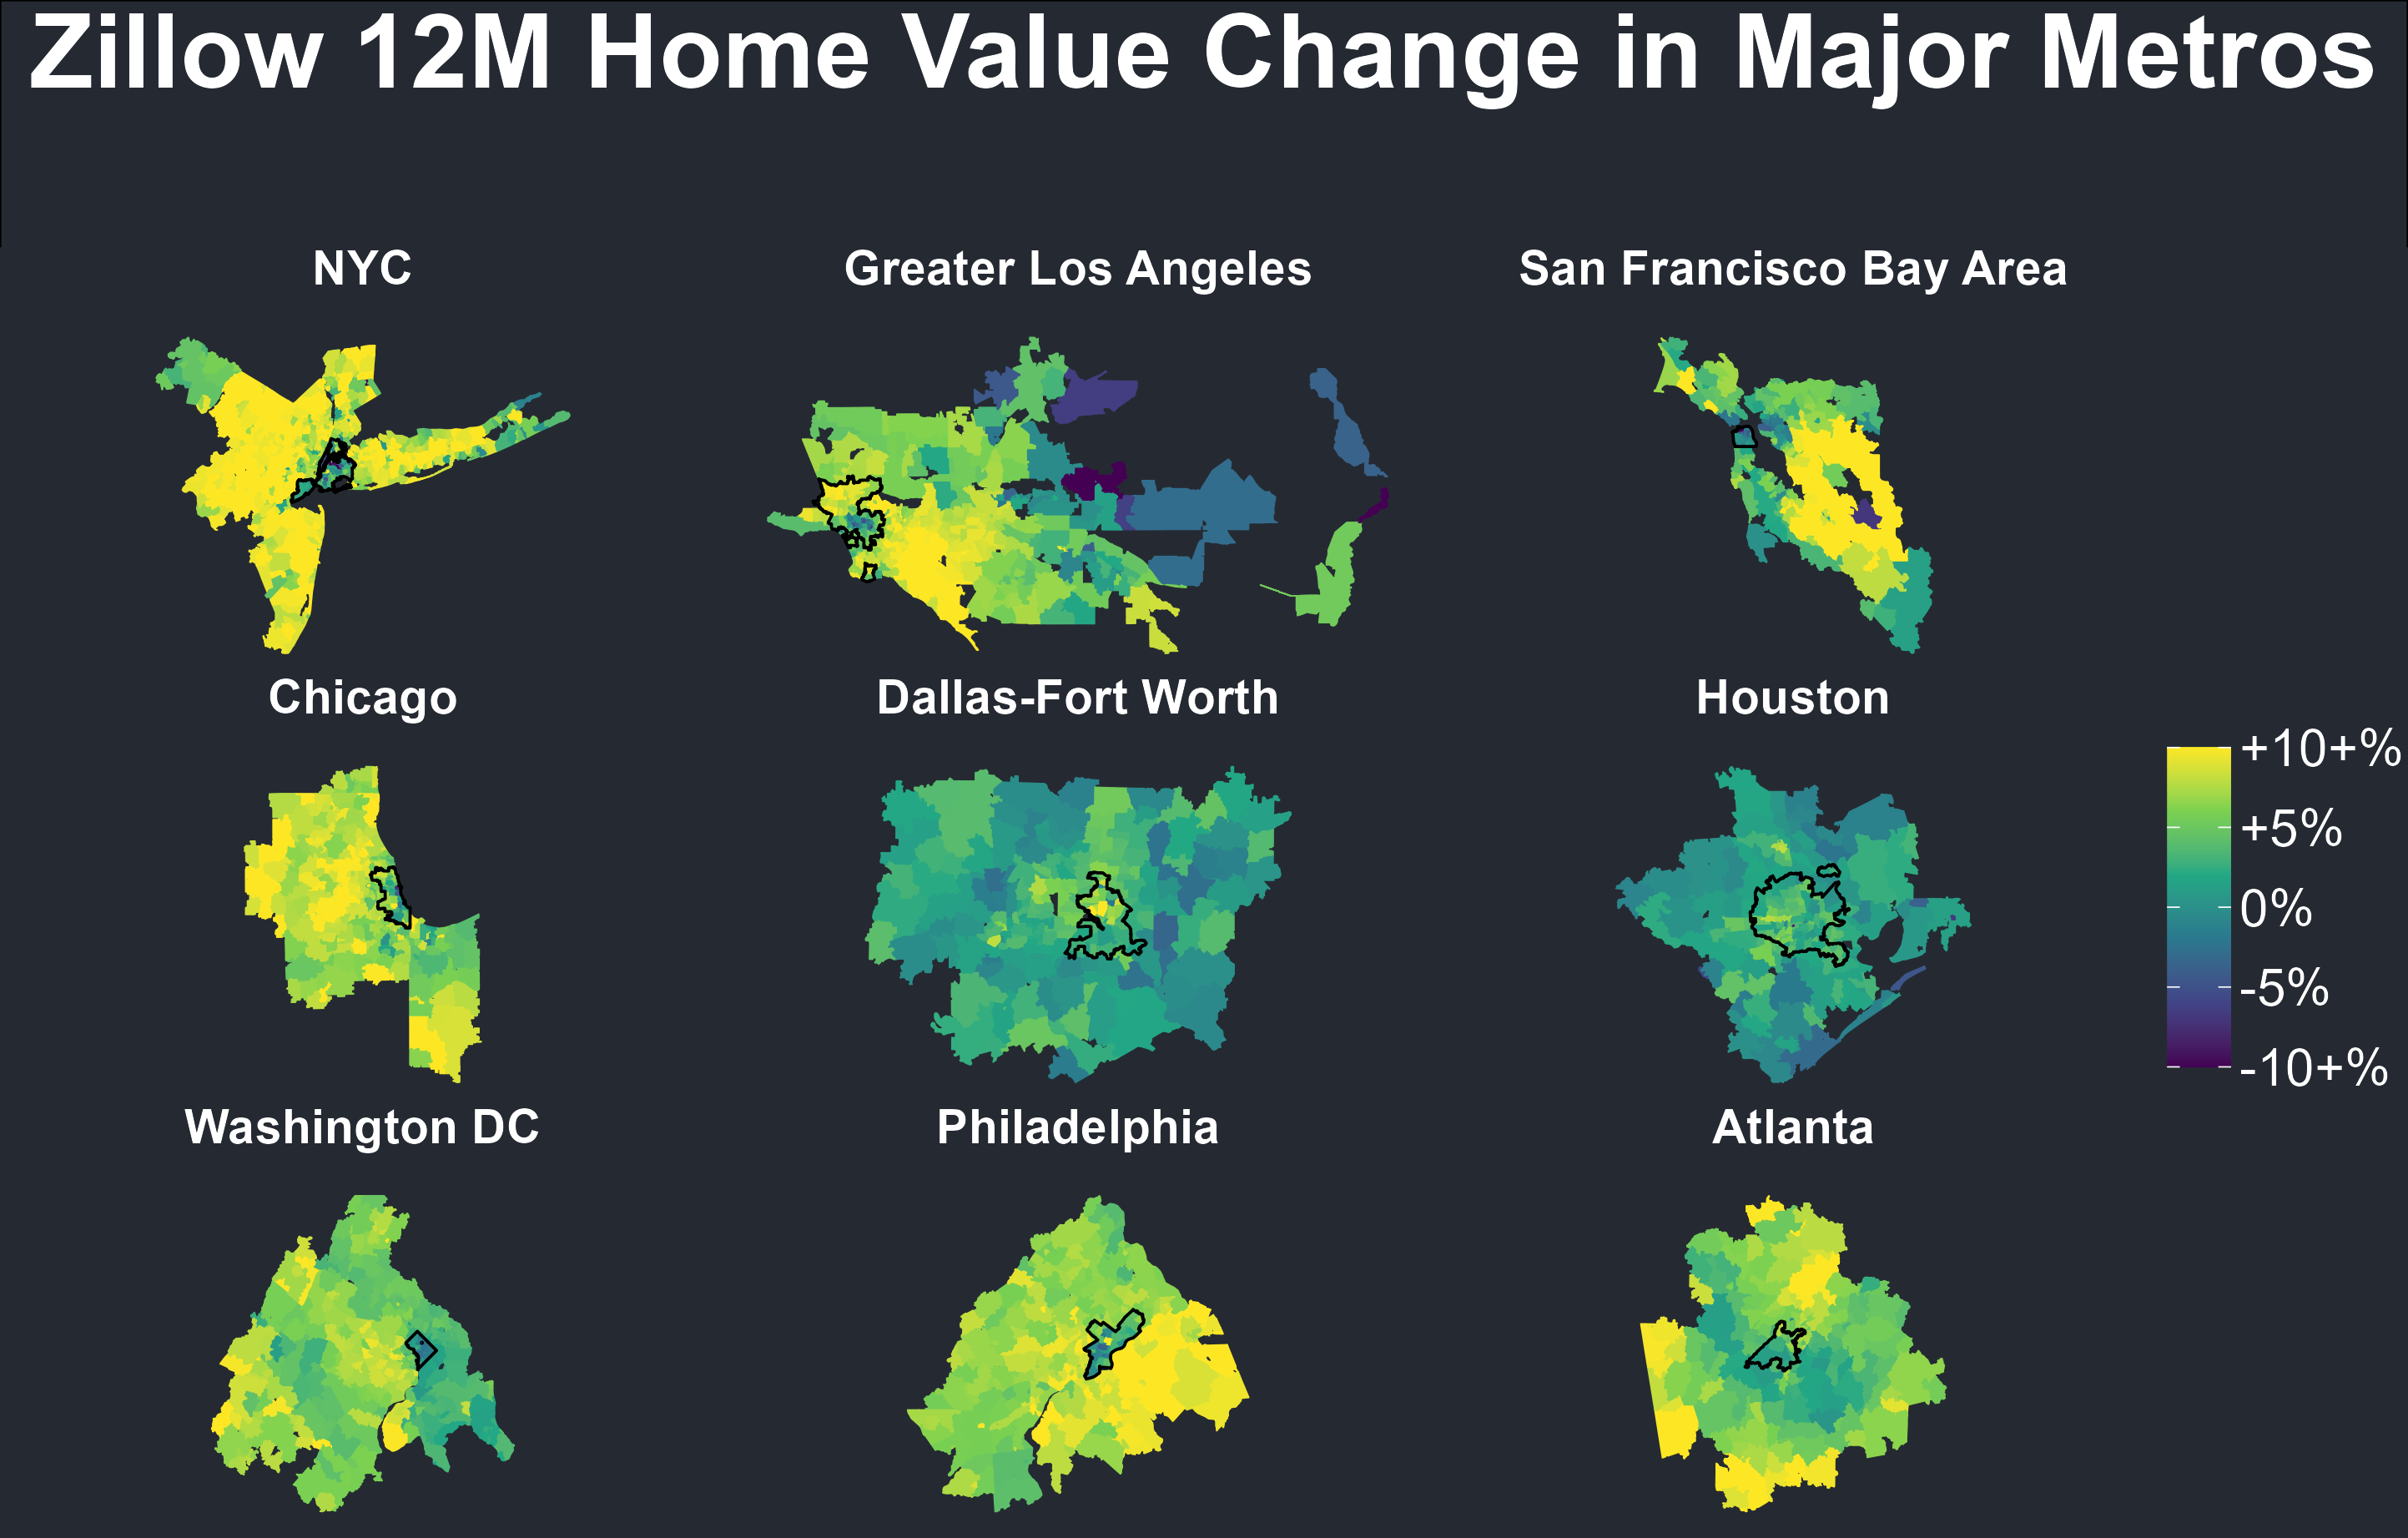 Zillow 12M Home Value Change in Major Metros
NYC
Greater Los Angeles
San Francisco Bay Area
Chicago
Dallas-Fort Worth
Houston
+10+%
+5%
0%
-5%
-10+%
Washington DC
Philadelphia
Atlanta